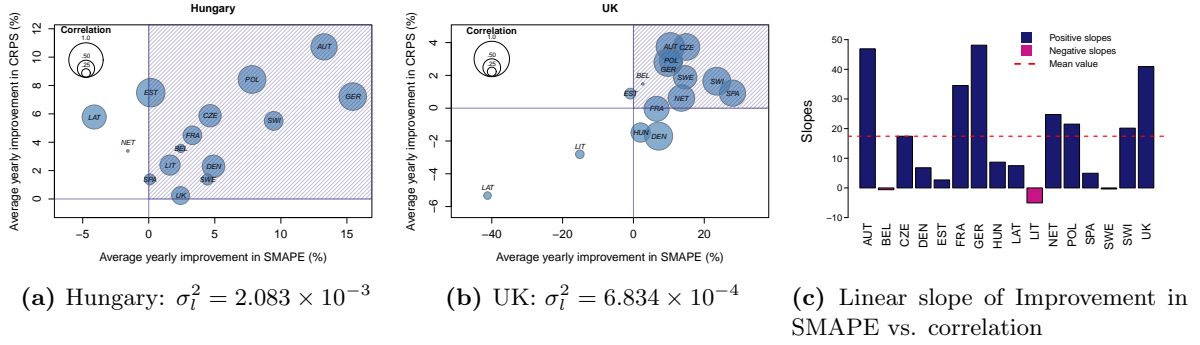 Hungary
Average yearly improvement in CRPS (%)
12
10
8
6
4
2
0
Correlation
1.0
.50
.25
AUT
POL
GER
EST
LAT
CZE
SWI
FRA
NET
BEL
LIT
DEN
SPA
SWE
UK
−5
0
5
10
15
Average yearly improvement in SMAPE (%)
(a) Hungary: σ_l^2 = 2.083 × 10^−3
UK
Average yearly improvement in CRPS (%)
4
2
0
−2
−4
−6
Correlation
1.0
.50
.25
AUT
CZE
POL
GER
BEL
SWE
SWI
EST
NET
SPA
FRA
HUN
DEN
LIT
LAT
−40
−20
0
20
Average yearly improvement in SMAPE (%)
(b) UK: σ_l^2 = 6.834 × 10^−4
Positive slopes
Negative slopes
Mean value
Slopes
50
40
30
20
10
0
−10
AUT
BEL
CZE
DEN
EST
FRA
GER
HUN
LAT
LIT
NET
POL
SPA
SWE
SWI
UK
(c) Linear slope of Improvement in
SMAPE vs. correlation